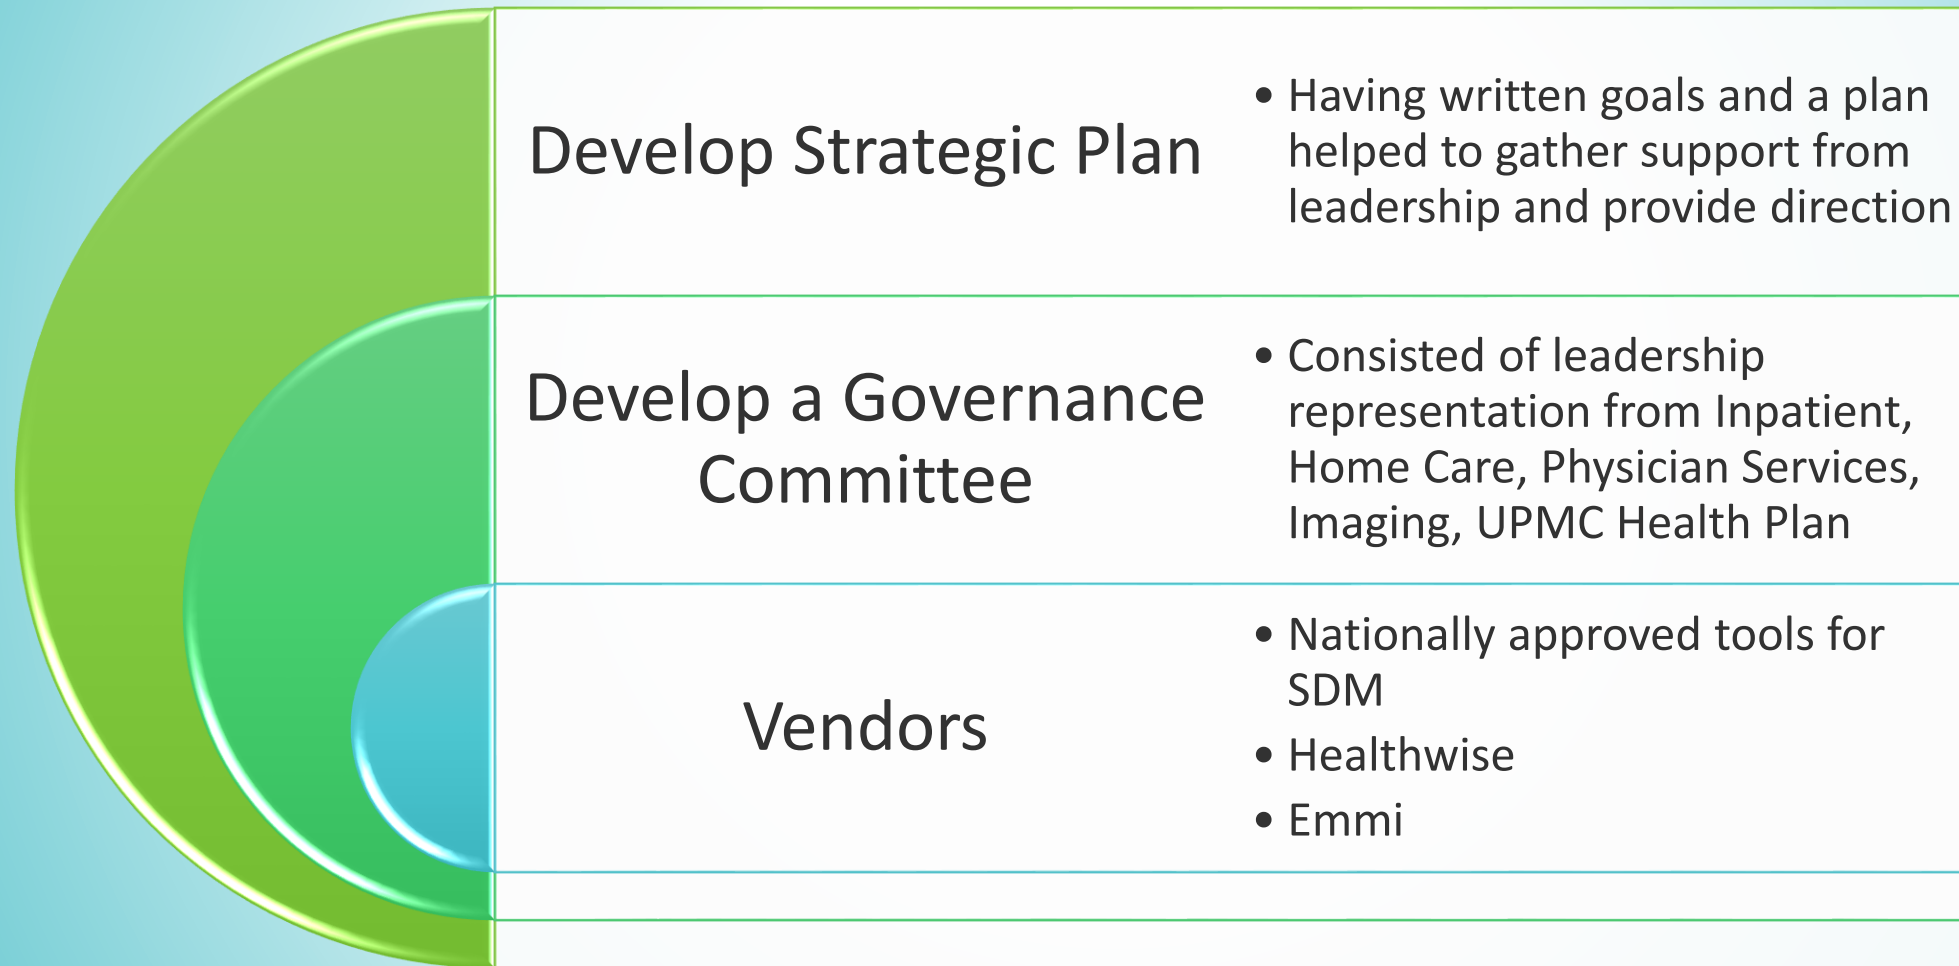 Develop Strategic Plan
• Having written goals and a plan
helped to gather support from
leadership and provide direction
Develop a Governance
Committee
• Consisted of leadership
representation from Inpatient,
Home Care, Physician Services,
Imaging, UPMC Health Plan
Vendors
• Nationally approved tools for
SDM
• Healthwise
• Emmi